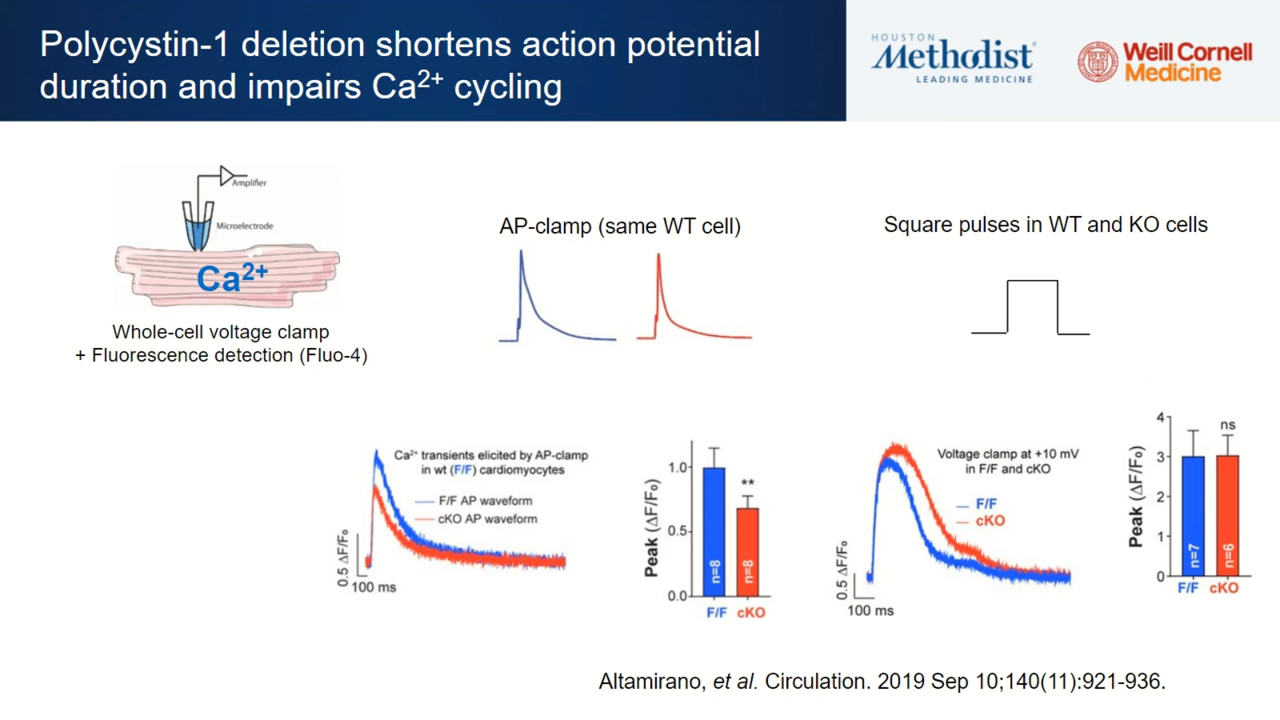 Polycystin-1 deletion shortens action potential
duration and impairs Ca²⁺ cycling
HOUSTON
Methodist
LEADING MEDICINE
Weill Cornell
Medicine
Amplifier
Microelectrode
Ca²⁺
Whole-cell voltage clamp
+ Fluorescence detection (Fluo-4)
AP-clamp (same WT cell)
Square pulses in WT and KO cells
Ca²⁺ transients elicited by AP-clamp
in wt (F/F) cardiomyocytes
F/F AP waveform
cKO AP waveform
0.5 ΔF/F₀
100 ms
Peak (ΔF/F₀)
1.0
0.5
0.0
**
n=8
n=8
F/F cKO
Voltage clamp at +10 mV
in F/F and cKO
F/F
cKO
0.5 ΔF/F₀
100 ms
Peak (ΔF/F₀)
4
3
2
1
0
ns
n=7
n=6
F/F cKO
Altamirano, et al. Circulation. 2019 Sep 10;140(11):921-936.